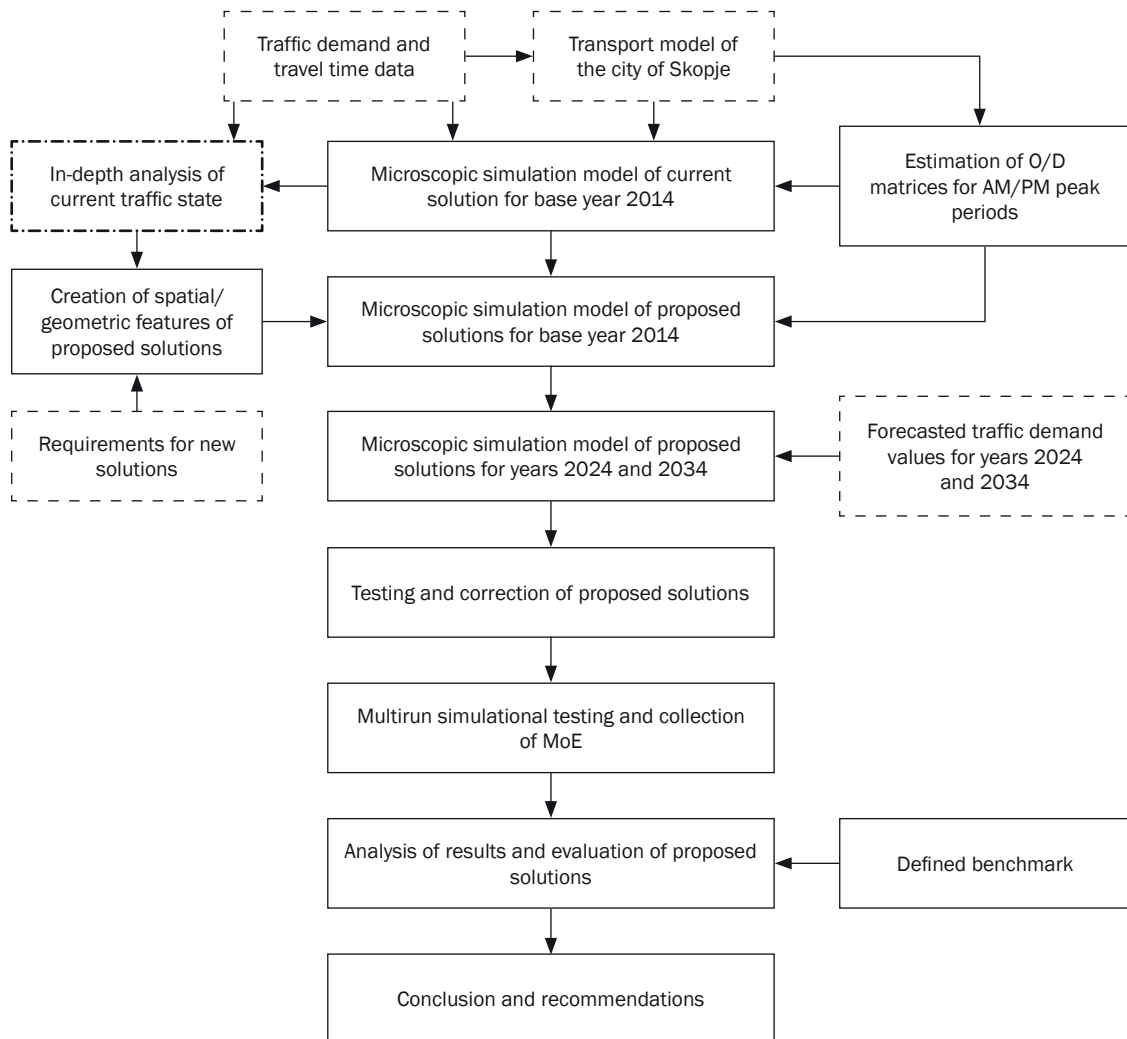 Traffic demand and
travel time data
Transport model of
the city of Skopje
In-depth analysis of
current traffic state
Microscopic simulation model of current
solution for base year 2014
Estimation of O/D
matrices for AM/PM peak
periods
Creation of spatial/
geometric features of
proposed solutions
Microscopic simulation model of proposed
solutions for base year 2014
Requirements for new
solutions
Microscopic simulation model of proposed
solutions for years 2024 and 2034
Forecasted traffic demand
values for years 2024
and 2034
Testing and correction of proposed solutions
Multirun simulational testing and collection
of MoE
Analysis of results and evaluation of proposed
solutions
Defined benchmark
Conclusion and recommendations